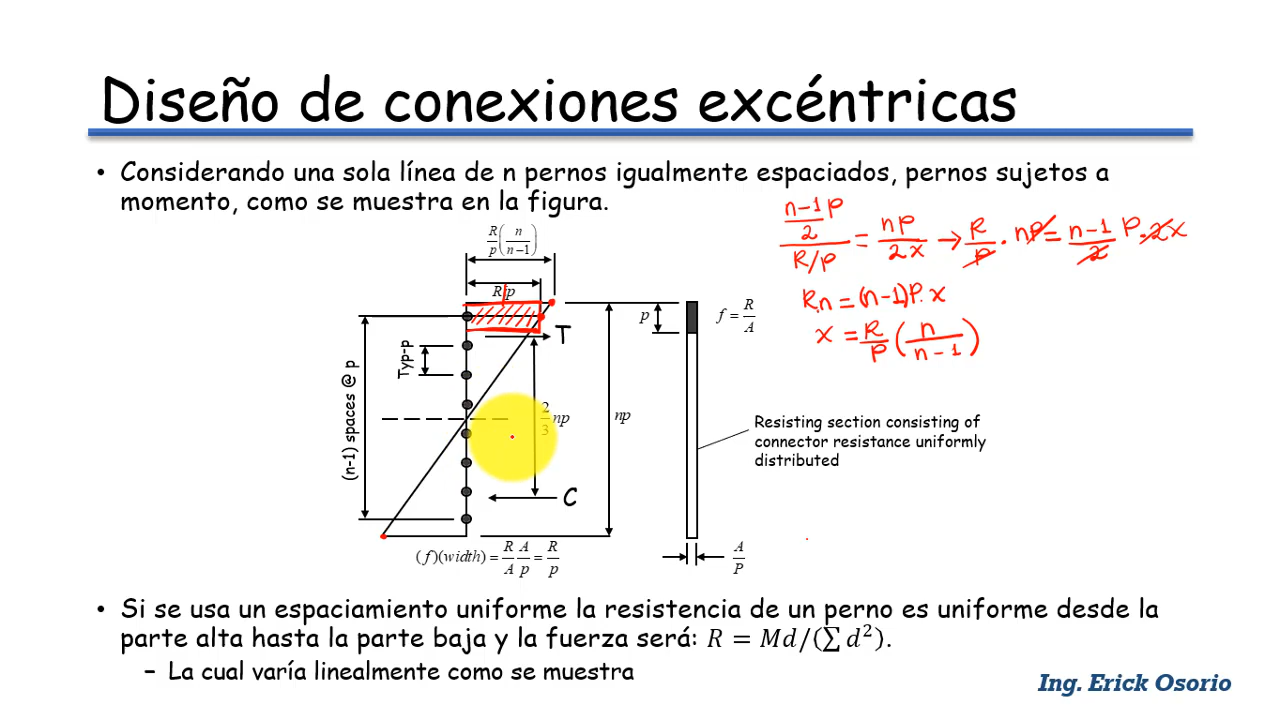 Diseño de conexiones excéntricas
• Considerando una sola línea de n pernos igualmente espaciados, pernos sujetos a
momento, como se muestra en la figura.
n-1 p
2
R/p
= np
2x
→ R
p
· np = n-1
2
p · 2x
R.n = (n-1)p · x
x = R
p
( n
n-1 )
R
p
( n
n-1 )
R/p
T
Typ-p
(n-1) spaces @ p
2
3
np
np
C
p
f = R
A
Resisting section consisting of
connector resistance uniformly
distributed
(f)(width) = R
A
A
p
= R
p
A
P
• Si se usa un espaciamiento uniforme la resistencia de un perno es uniforme desde la
parte alta hasta la parte baja y la fuerza será: R = Md/(∑ d²).
– La cual varía linealmente como se muestra
Ing. Erick Osorio